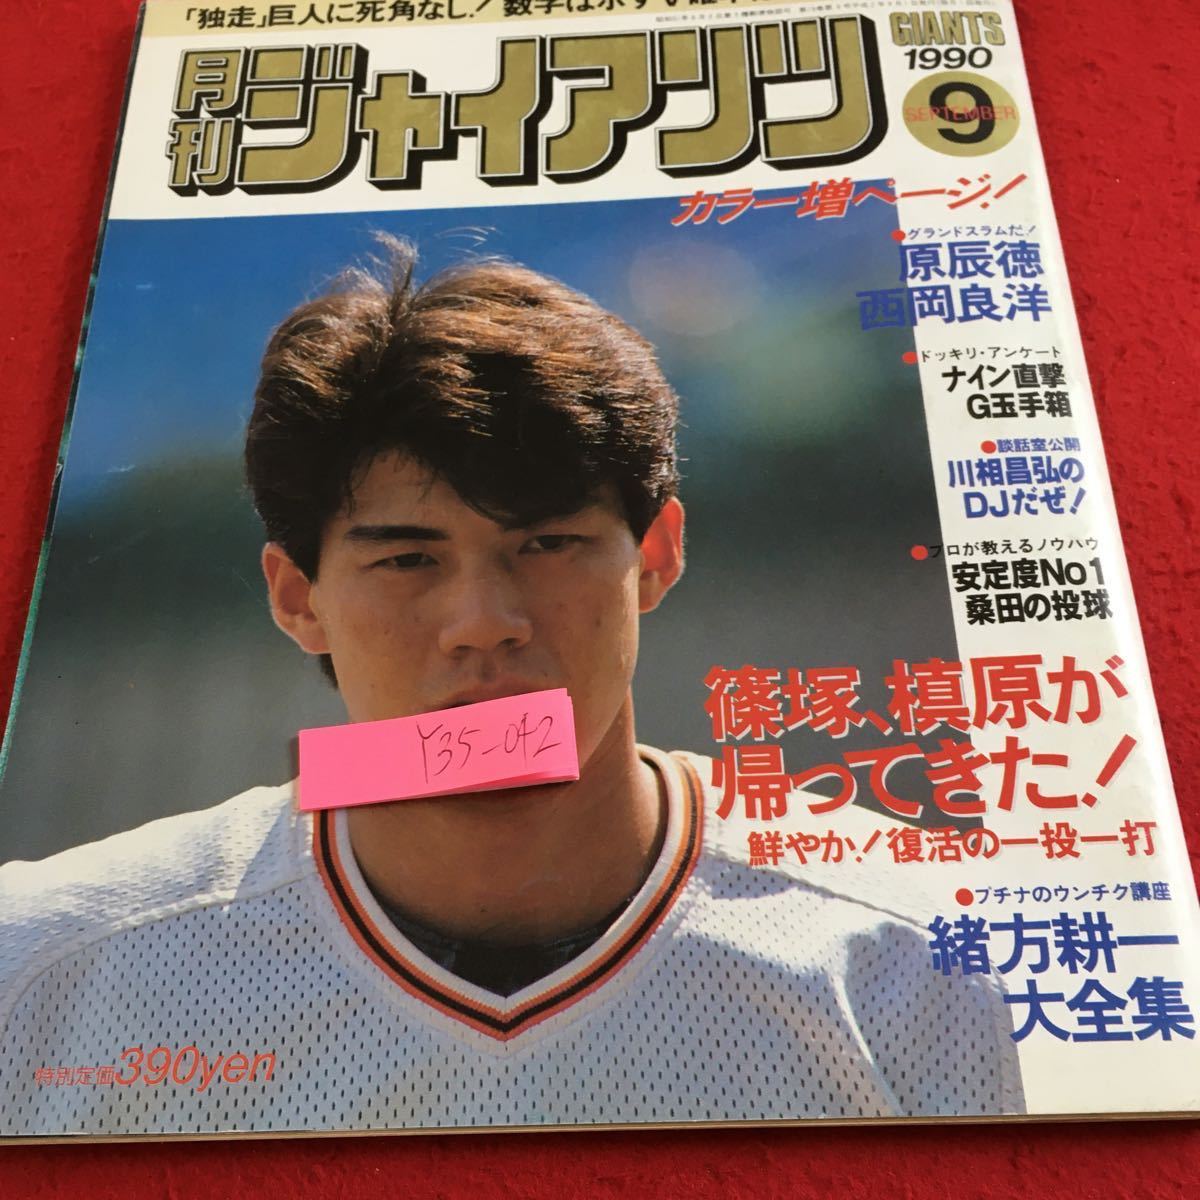 「独走」巨人に死角なし!
月刊
ジャイアンツ
GIANTS
1990
9
SEPTEMBER
カラー増ページ!
●グランドスラムだ!
原辰徳
西岡良洋
●ドッキリ・アンケート
ナイン直撃
G玉手箱
●談話室公開
川相昌弘の
DJだぜ!
●プロが教えるノウハウ
安定度No1
桑田の投球
篠塚、槙原が
帰ってきた!
鮮やか!復活の一投一打
●プチナのウンチク講座
緒方耕一
大全集
Y35-042
特別定価390yen